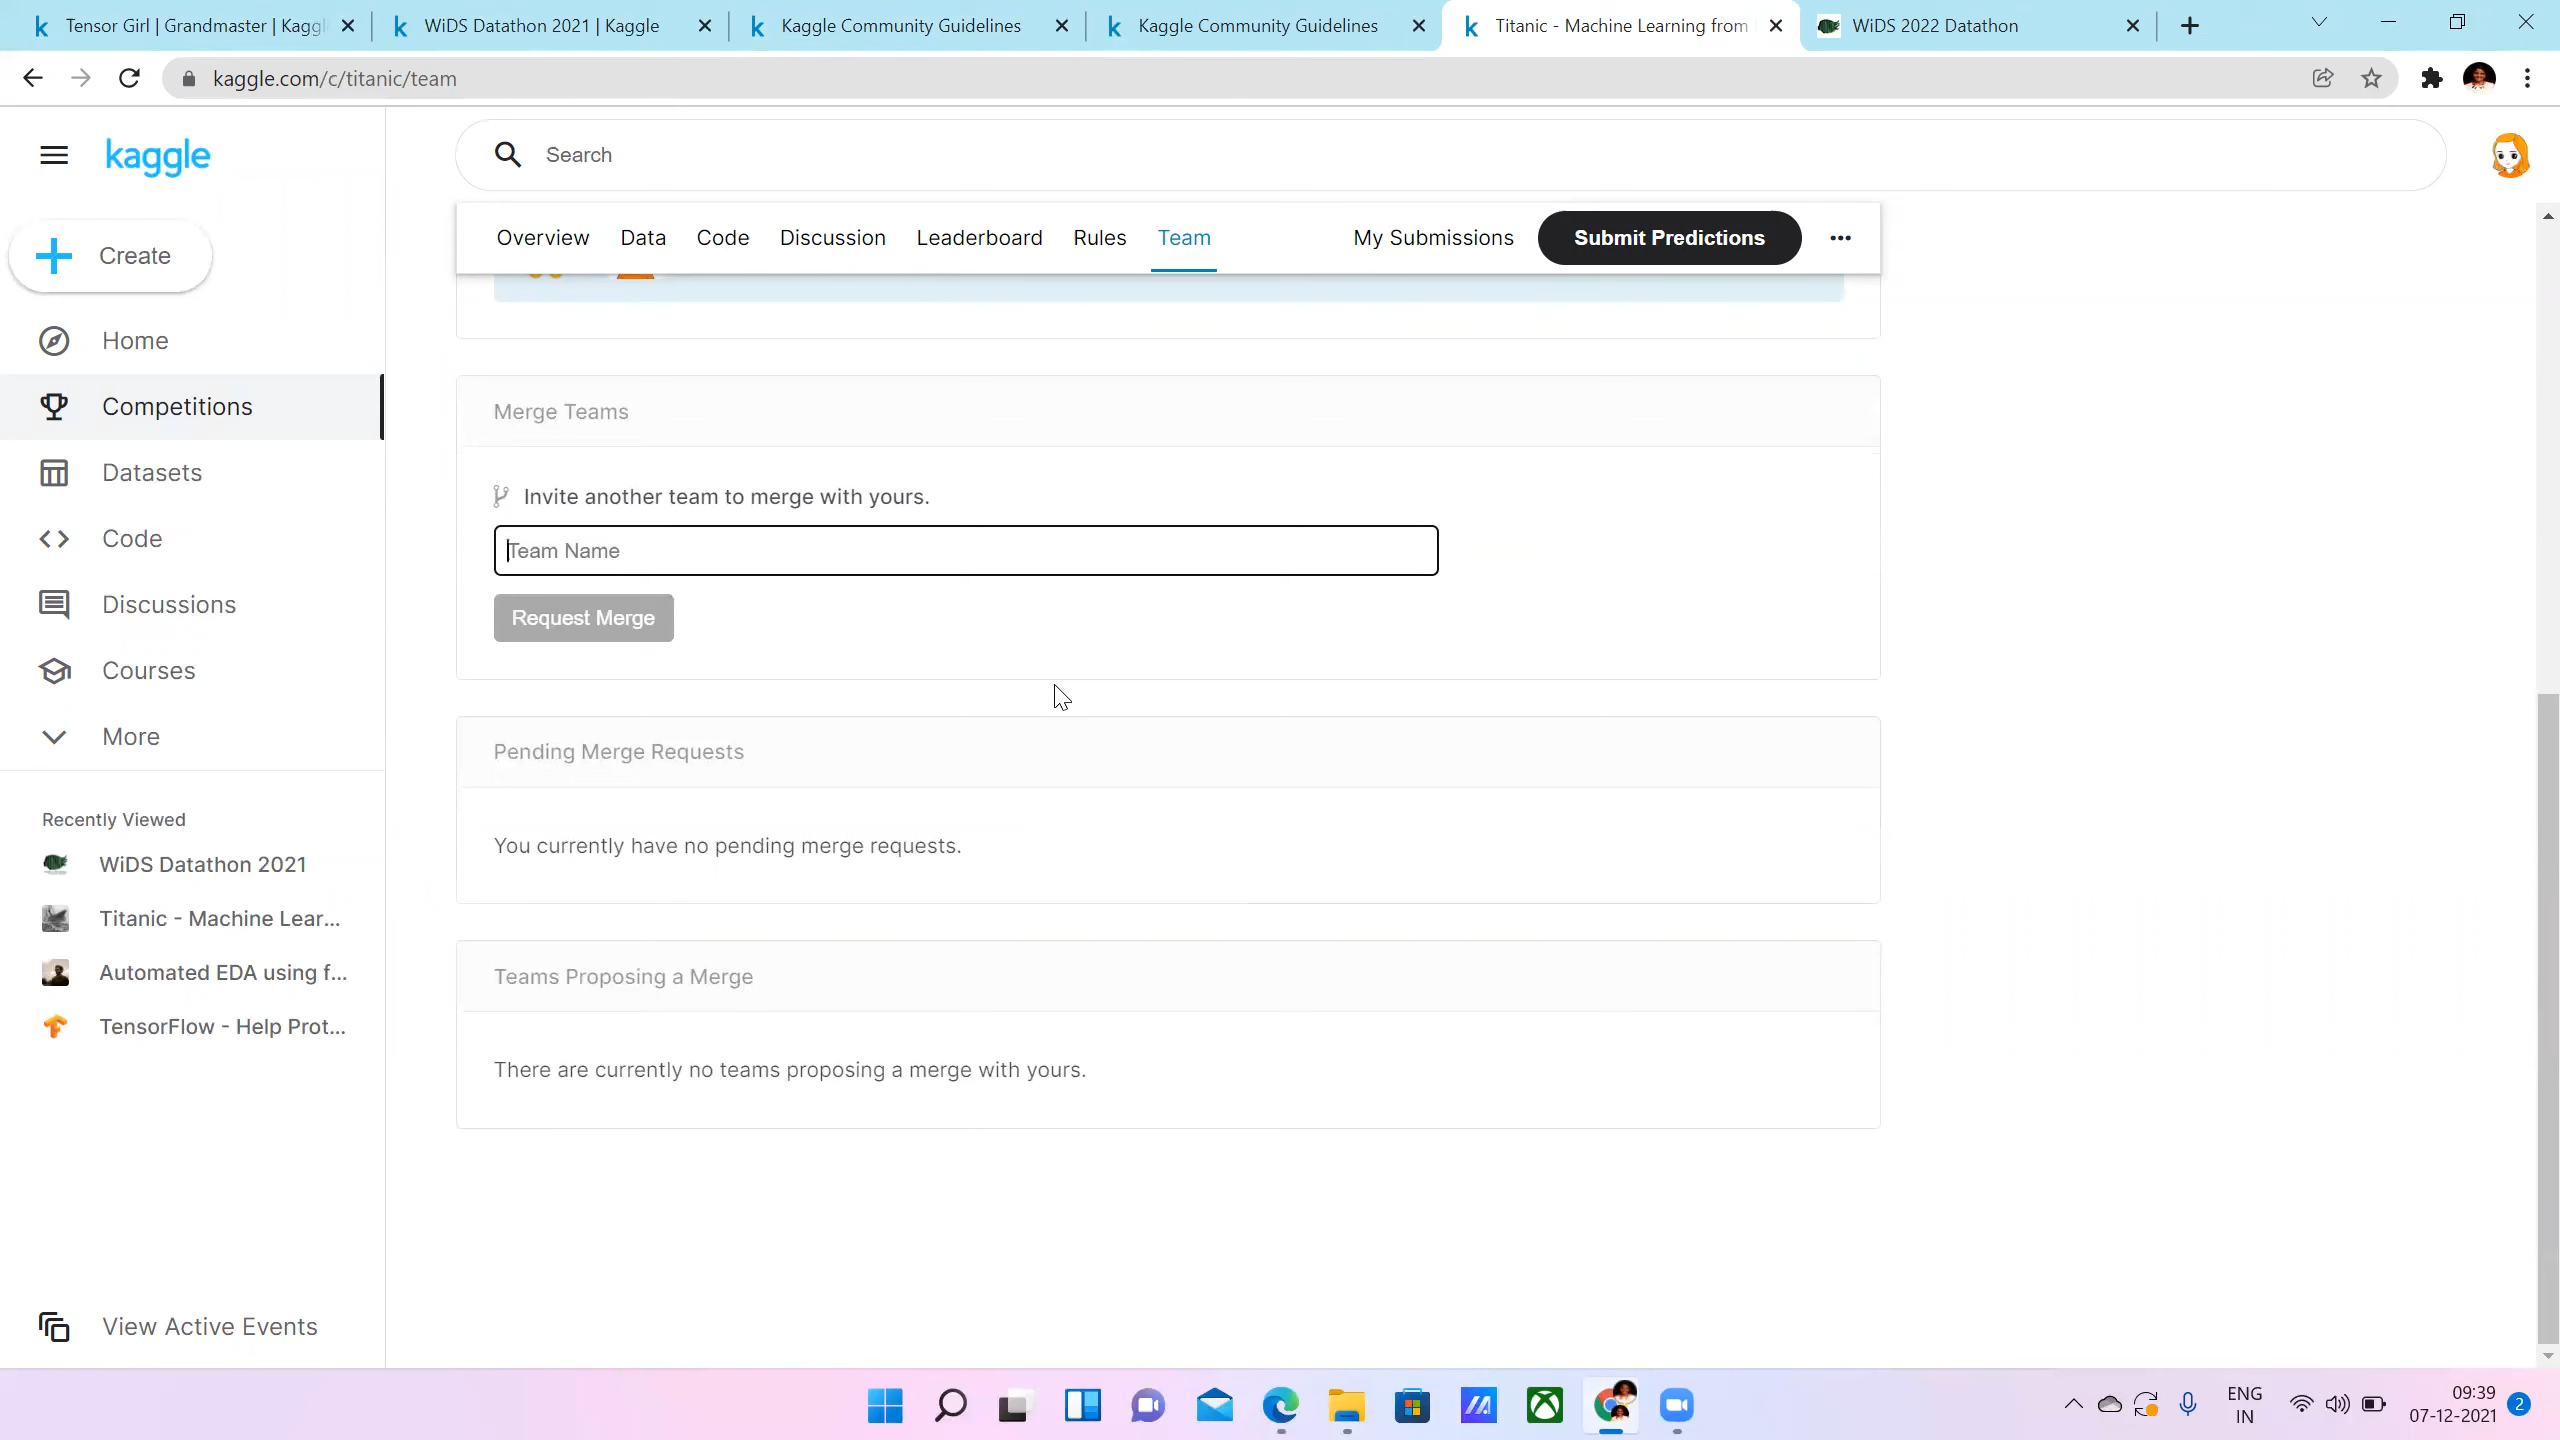 Tensor Girl | Grandmaster | Kaggl
WiDS Datathon 2021 | Kaggle
Kaggle Community Guidelines
Kaggle Community Guidelines
Titanic - Machine Learning from
WiDS 2022 Datathon
kaggle.com/c/titanic/team
kaggle
Search
Create
Home
Competitions
Datasets
Code
Discussions
Courses
More
Recently Viewed
WiDS Datathon 2021
Titanic - Machine Lear...
Automated EDA using f...
TensorFlow - Help Prot...
View Active Events
Overview
Data
Code
Discussion
Leaderboard
Rules
Team
My Submissions
Submit Predictions
Merge Teams
Invite another team to merge with yours.
Team Name
Request Merge
Pending Merge Requests
You currently have no pending merge requests.
Teams Proposing a Merge
There are currently no teams proposing a merge with yours.
ENG
IN
09:39
07-12-2021
2